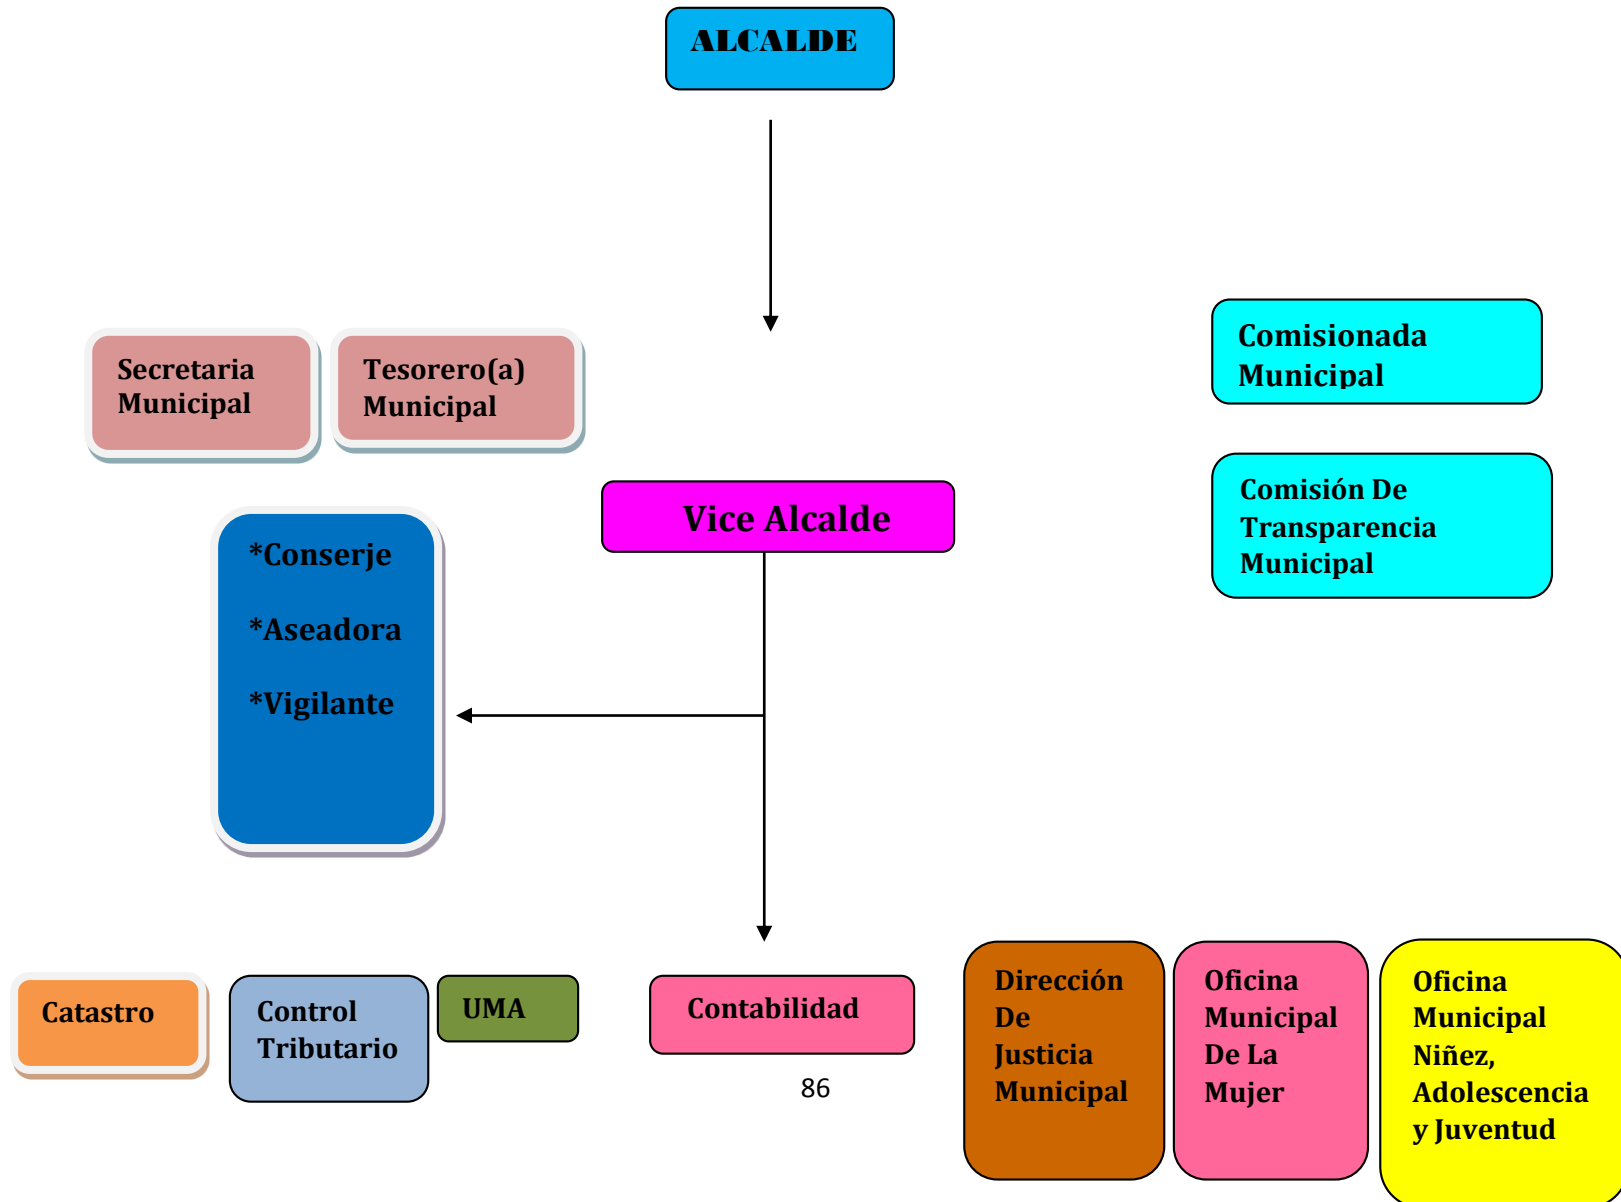 ALCALDE
Secretaria
Municipal
Tesorero(a)
Municipal
Comisionada
Municipal
Comisión De
Transparencia
Municipal
Vice Alcalde
*Conserje
*Aseadora
*Vigilante
Catastro
Control
Tributario
UMA
Contabilidad
Dirección
De
Justicia
Municipal
Oficina
Municipal
De La
Mujer
Oficina
Municipal
Niñez,
Adolescencia
y Juventud
86